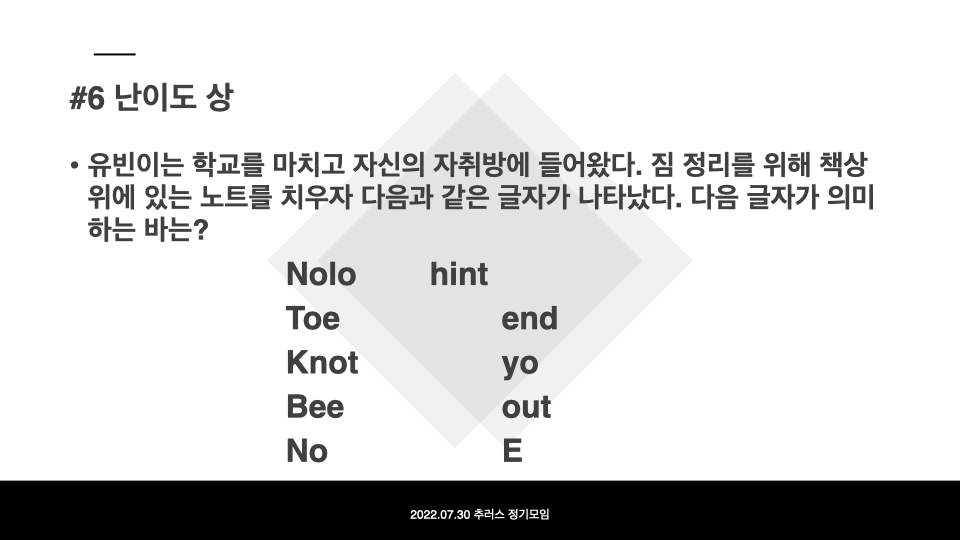 #6 난이도 상
• 유빈이는 학교를 마치고 자신의 자취방에 들어왔다. 짐 정리를 위해 책상
위에 있는 노트를 치우자 다음과 같은 글자가 나타났다. 다음 글자가 의미
하는 바는?
Nolo hint
Toe end
Knot yo
Bee out
No E
2022.07.30 추러스 정기모임